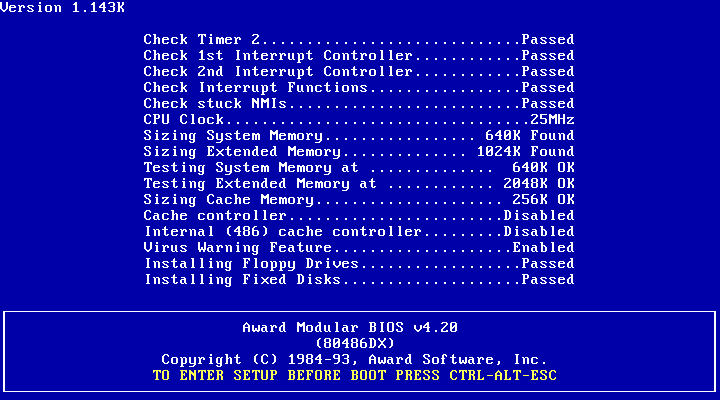 Version 1.143K
Check Timer 2.............................Passed
Check 1st Interrupt Controller............Passed
Check 2nd Interrupt Controller............Passed
Check Interrupt Functions.................Passed
Check stuck NMIs..........................Passed
CPU Clock..................................25MHz
Sizing System Memory................. 640K Found
Sizing Extended Memory.............. 1024K Found
Testing System Memory at ..............  640K OK
Testing Extended Memory at ............ 2048K OK
Sizing Cache Memory..................... 256K OK
Cache controller........................Disabled
Internal (486) cache controller.........Disabled
Virus Warning Feature....................Enabled
Installing Floppy Drives..................Passed
Installing Fixed Disks....................Passed
Award Modular BIOS v4.20
(80486DX)
Copyright (C) 1984-93, Award Software, Inc.
TO ENTER SETUP BEFORE BOOT PRESS CTRL-ALT-ESC